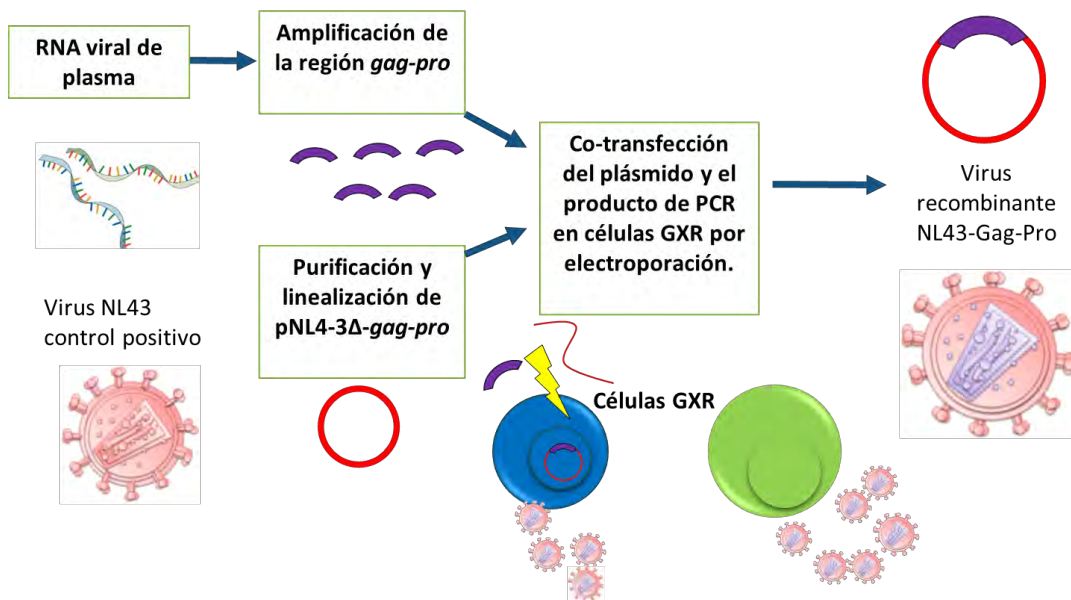 RNA viral de
plasma
Amplificación de
la región gag-pro
Co-transfección
del plásmido y el
producto de PCR
en células GXR por
electroporación.
Virus
recombinante
NL43-Gag-Pro
Virus NL43
control positivo
Purificación y
linealización de
pNL4-3Δ-gag-pro
Células GXR